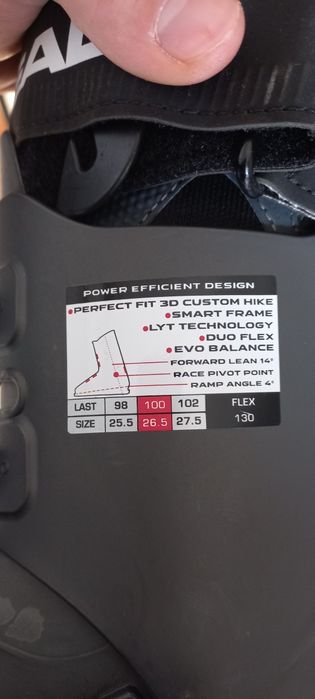 EAD
POWER EFFICIENT DESIGN
•PERFECT FIT 3D CUSTOM HIKE
•SMART FRAME
•LYT TECHNOLOGY
•DUO FLEX
•EVO BALANCE
FORWARD LEAN 14°
RACE PIVOT POINT
RAMP ANGLE 4°
LAST 98 100 102 FLEX
SIZE 25.5 26.5 27.5 130